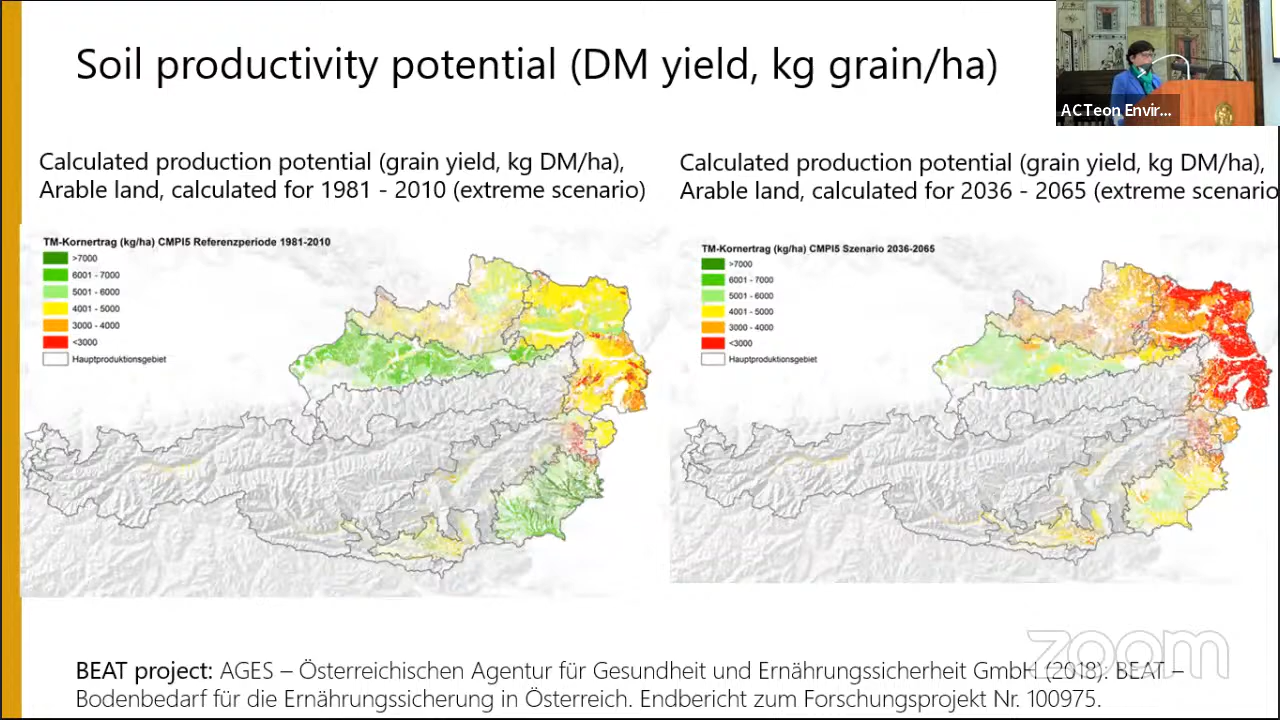 Soil productivity potential (DM yield, kg grain/ha)
ACTeon Envir...
Calculated production potential (grain yield, kg DM/ha),
Arable land, calculated for 1981 - 2010 (extreme scenario)
Calculated production potential (grain yield, kg DM/ha),
Arable land, calculated for 2036 - 2065 (extreme scenario
TM-Kornertrag (kg/ha) CMPI5 Referenzperiode 1981-2010
>7000
6001 - 7000
5001 - 6000
4001 - 5000
3000 - 4000
<3000
Hauptproduktionsgebiet
TM-Kornertrag (kg/ha) CMPI5 Szenario 2036-2065
>7000
6001 - 7000
5001 - 6000
4001 - 5000
3000 - 4000
<3000
Hauptproduktionsgebiet
zoom
BEAT project: AGES – Österreichischen Agentur für Gesundheit und Ernährungssicherheit GmbH (2018): BEAT –
Bodenbedarf für die Ernährungssicherung in Österreich. Endbericht zum Forschungsprojekt Nr. 100975.